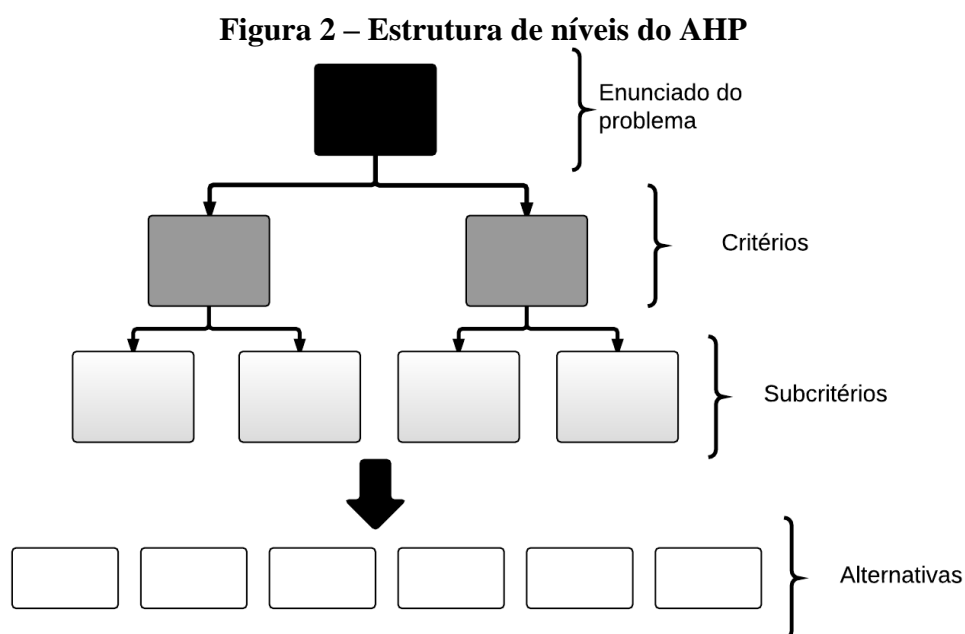 Figura 2 – Estrutura de níveis do AHP
Enunciado do
problema
Critérios
Subcritérios
Alternativas